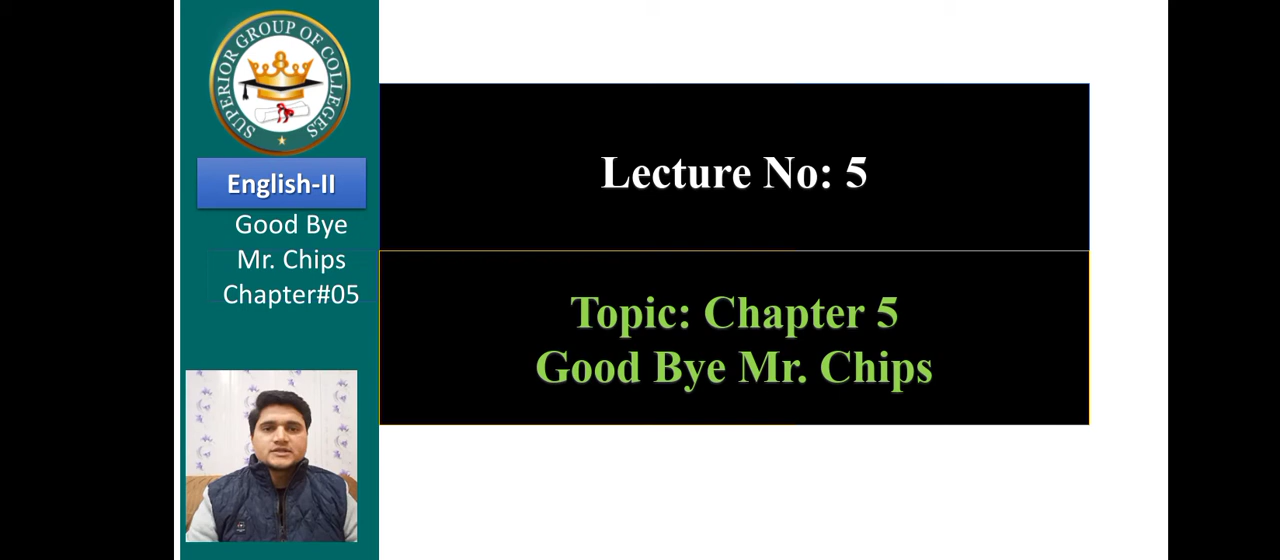 SUPERIOR GROUP OF COLLEGES
English-II
Good Bye
Mr. Chips
Chapter#05
Lecture No: 5
Topic: Chapter 5
Good Bye Mr. Chips